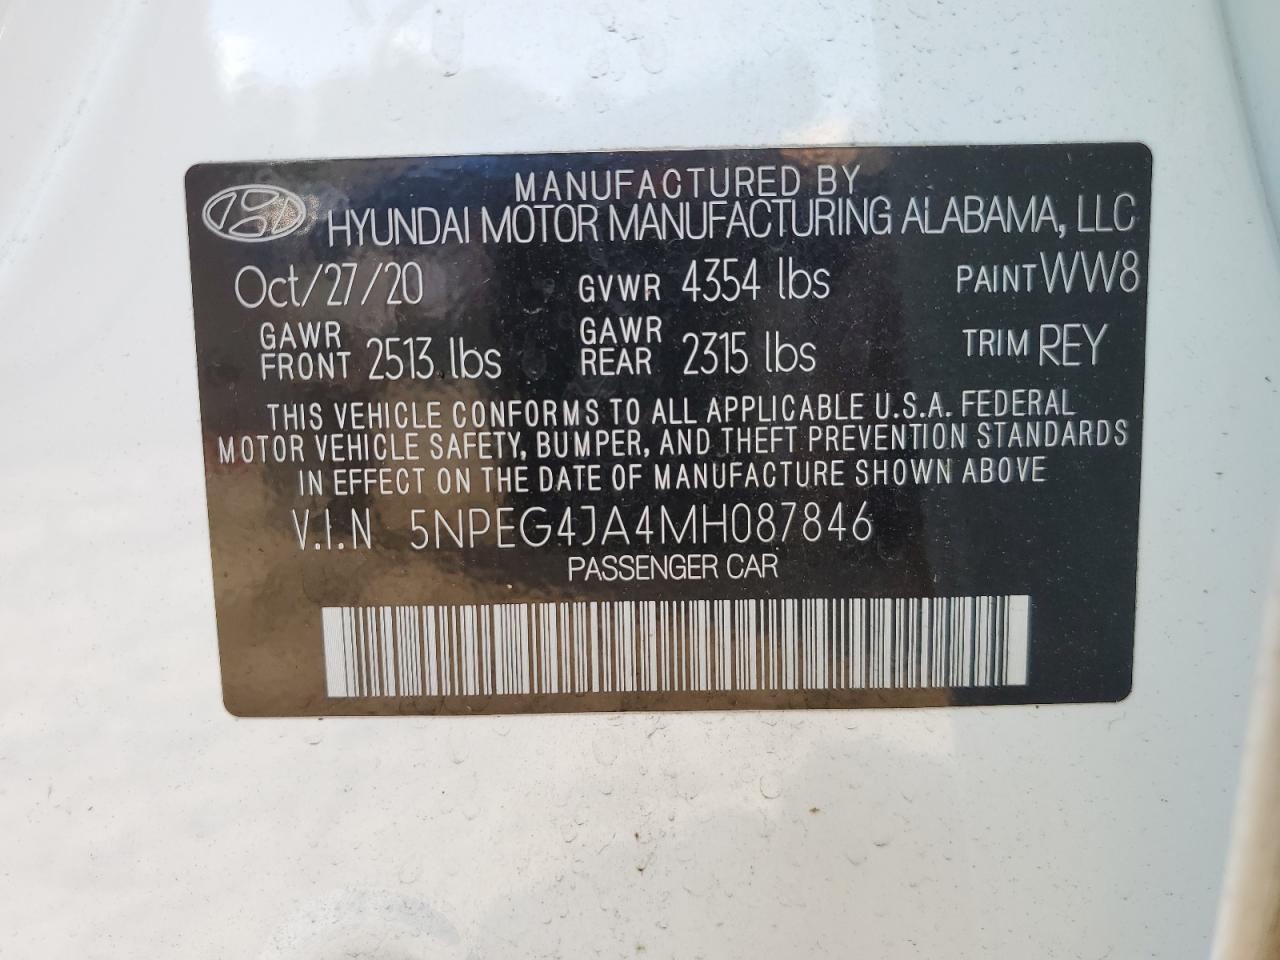 MANUFACTURED BY
HYUNDAI MOTOR MANUFACTURING ALABAMA, LLC
Oct/27/20 GVWR 4354 lbs PAINT WW8
GAWR FRONT 2513 lbs GAWR REAR 2315 lbs TRIM REY
THIS VEHICLE CONFORMS TO ALL APPLICABLE U.S.A. FEDERAL
MOTOR VEHICLE SAFETY, BUMPER, AND THEFT PREVENTION STANDARDS
IN EFFECT ON THE DATE OF MANUFACTURE SHOWN ABOVE
V.I.N 5NPEG4JA4MH087846
PASSENGER CAR